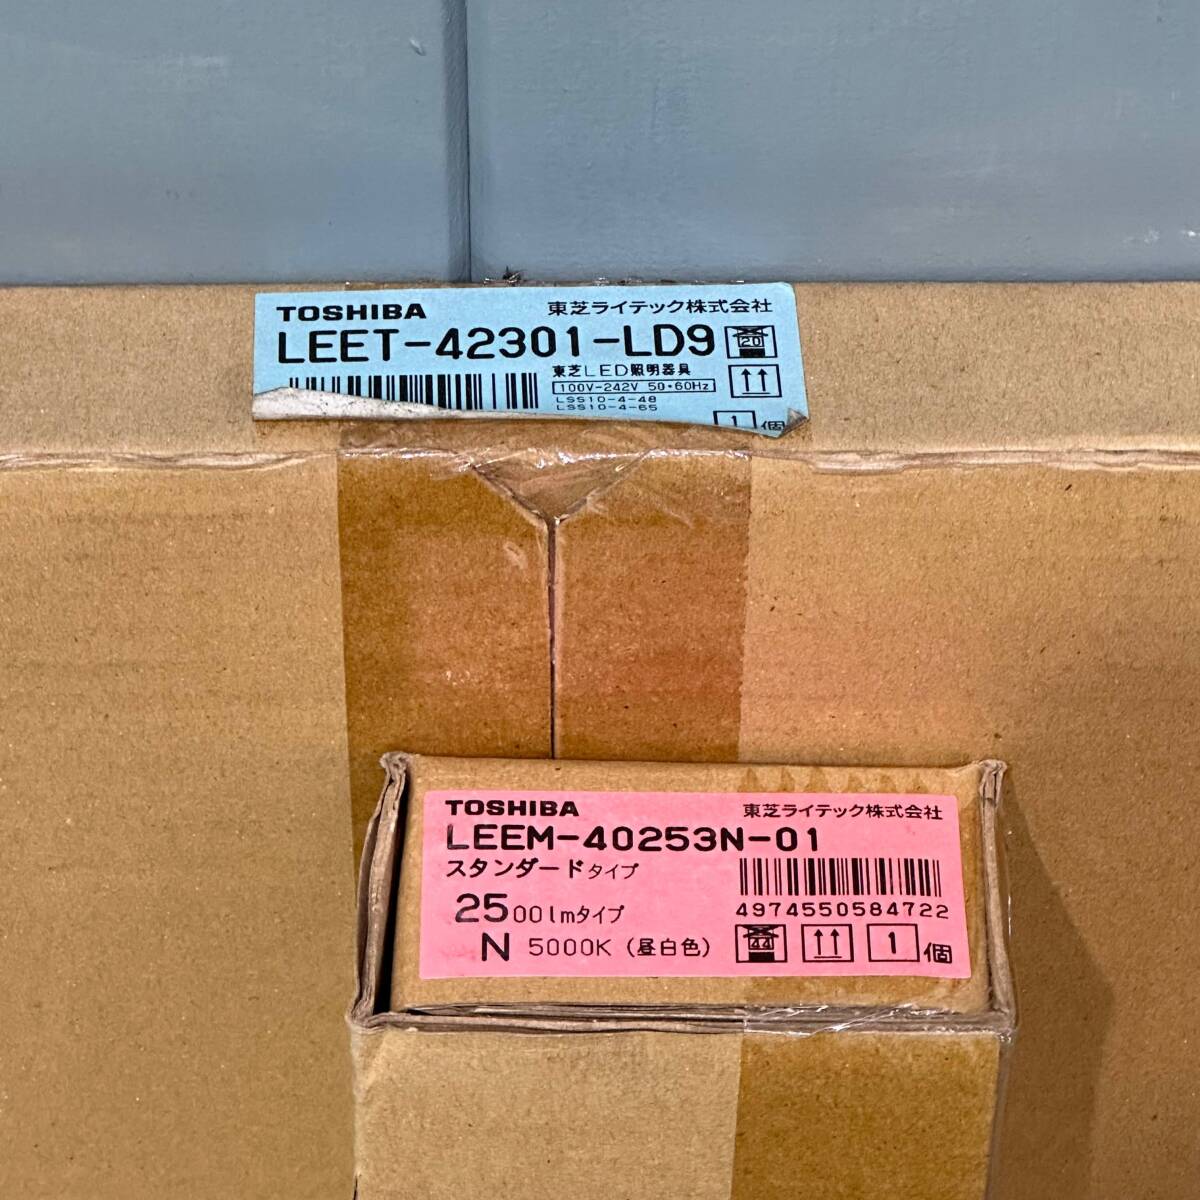 TOSHIBA 東芝ライテック株式会社
LEET-42301-LD9 20
東芝LED照明器具
100V-242V 50・60Hz
LSS10-4-48
LSS10-4-65
1個
TOSHIBA 東芝ライテック株式会社
LEEM-40253N-01
スタンダードタイプ
4974550584722
2500lmタイプ
N 5000K (昼白色) 44 1個